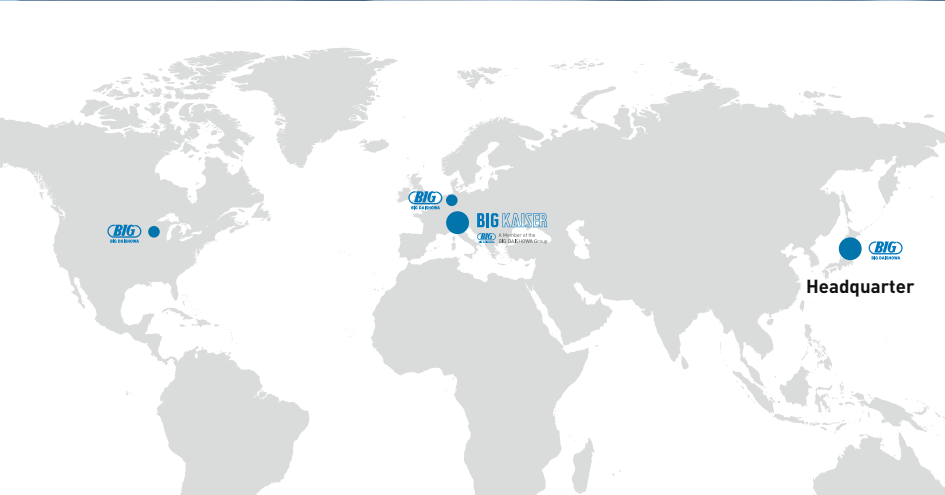 BIG
BIG DAISHOWA
BIG
BIG DAISHOWA
BIG KAISER
BIG
A Member of the
BIG DAISHOWA Group
BIG
BIG DAISHOWA
Headquarter